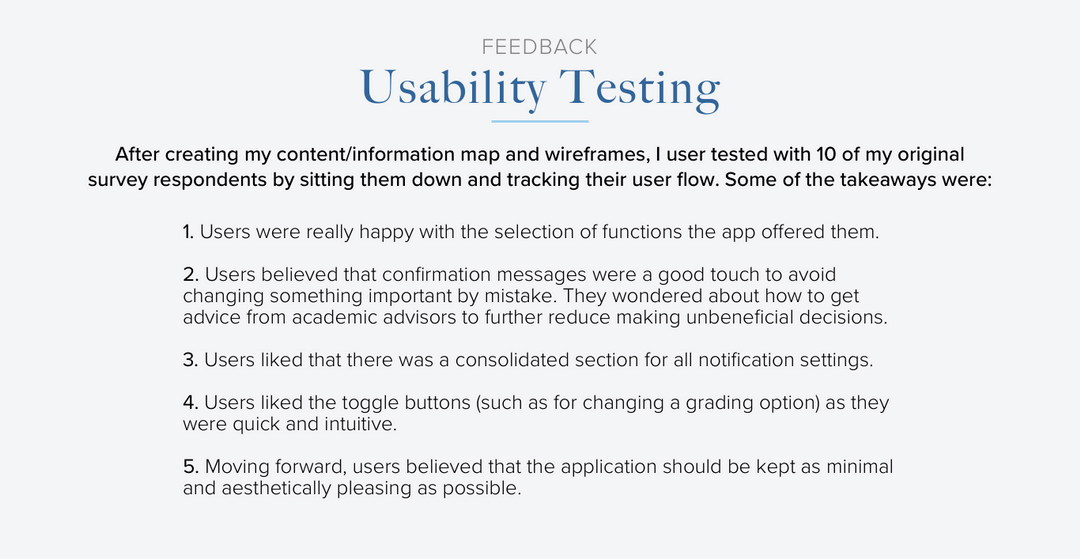 FEEDBACK
Usability Testing
After creating my content/information map and wireframes, I user tested with 10 of my original
survey respondents by sitting them down and tracking their user flow. Some of the takeaways were:
1. Users were really happy with the selection of functions the app offered them.
2. Users believed that confirmation messages were a good touch to avoid
changing something important by mistake. They wondered about how to get
advice from academic advisors to further reduce making unbeneficial decisions.
3. Users liked that there was a consolidated section for all notification settings.
4. Users liked the toggle buttons (such as for changing a grading option) as they
were quick and intuitive.
5. Moving forward, users believed that the application should be kept as minimal
and aesthetically pleasing as possible.